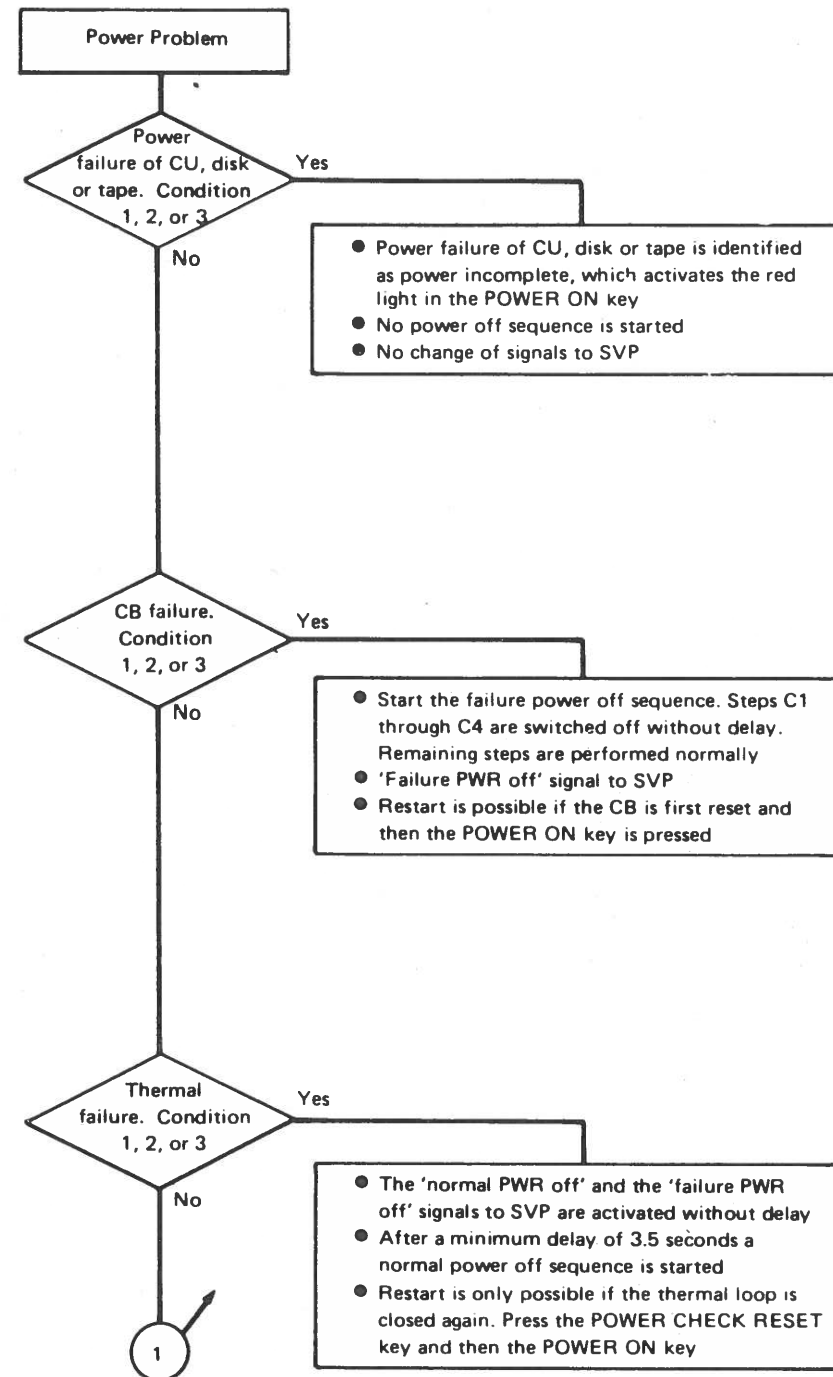 Power Problem
Power
failure of CU, disk
or tape. Condition
1, 2, or 3
Yes
No
● Power failure of CU, disk or tape is identified
as power incomplete, which activates the red
light in the POWER ON key
● No power off sequence is started
● No change of signals to SVP
CB failure.
Condition
1, 2, or 3
Yes
No
● Start the failure power off sequence. Steps C1
through C4 are switched off without delay.
Remaining steps are performed normally
● 'Failure PWR off' signal to SVP
● Restart is possible if the CB is first reset and
then the POWER ON key is pressed
Thermal
failure. Condition
1, 2, or 3
Yes
No
● The 'normal PWR off' and the 'failure PWR
off' signals to SVP are activated without delay
● After a minimum delay of 3.5 seconds a
normal power off sequence is started
● Restart is only possible if the thermal loop is
closed again. Press the POWER CHECK RESET
key and then the POWER ON key
1